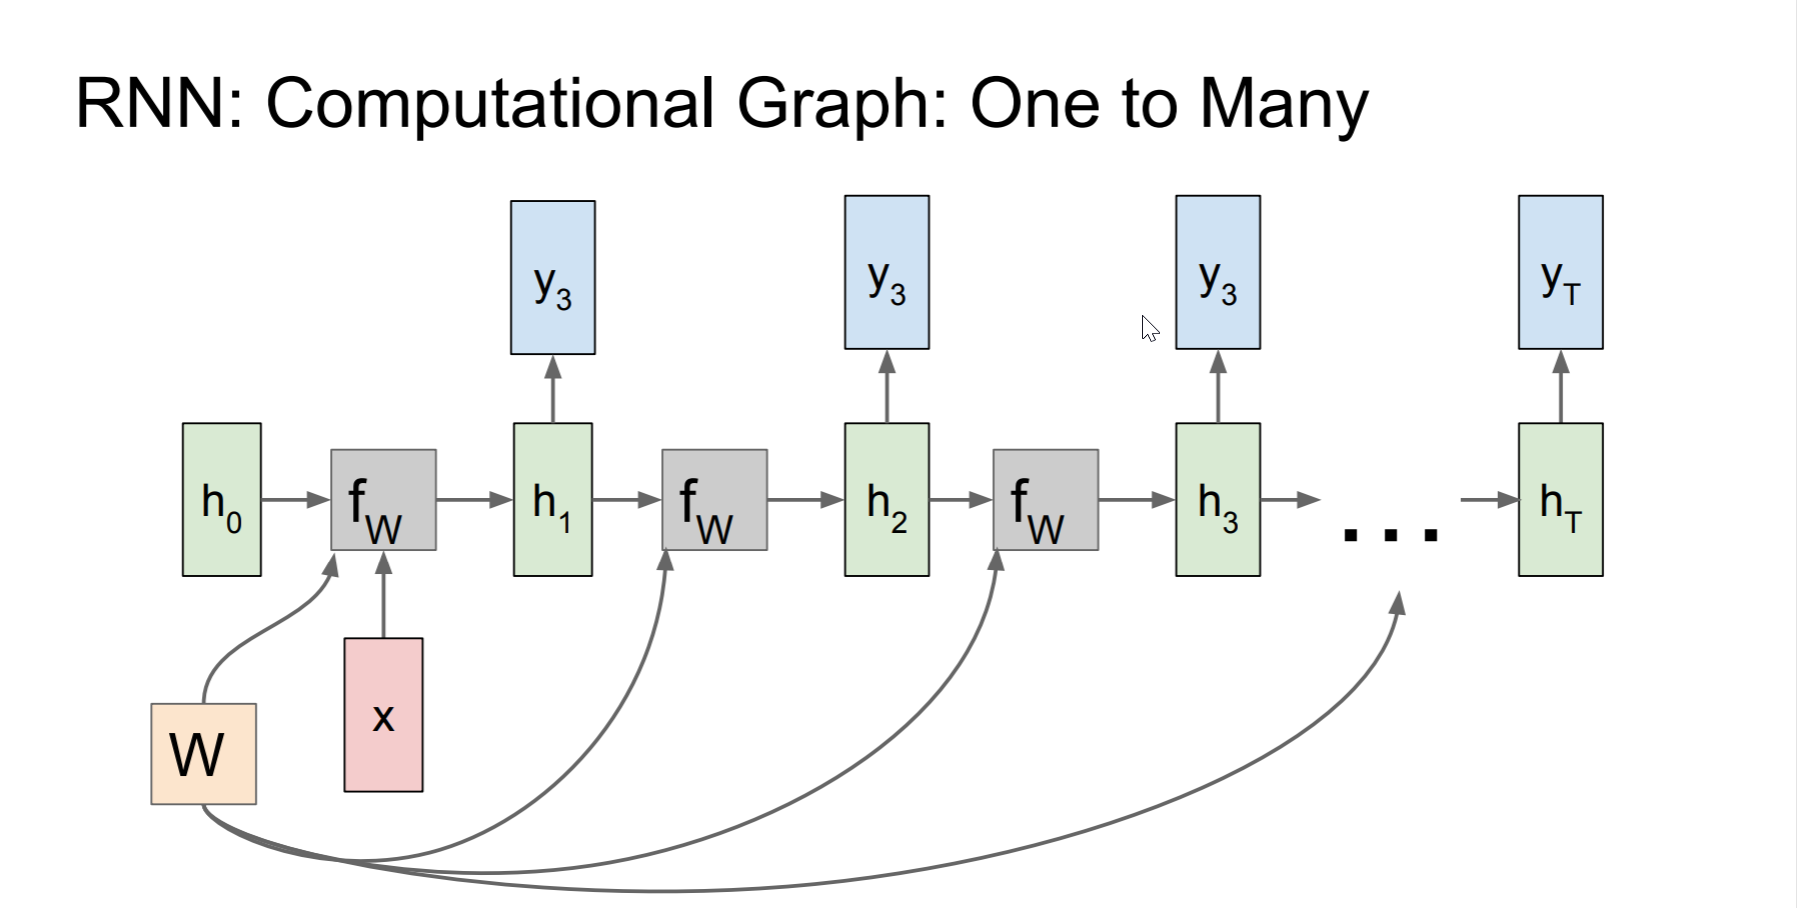 RNN: Computational Graph: One to Many
y3 y3 y3 yT
h0 fW h1 fW h2 fW h3 ... hT
x
W